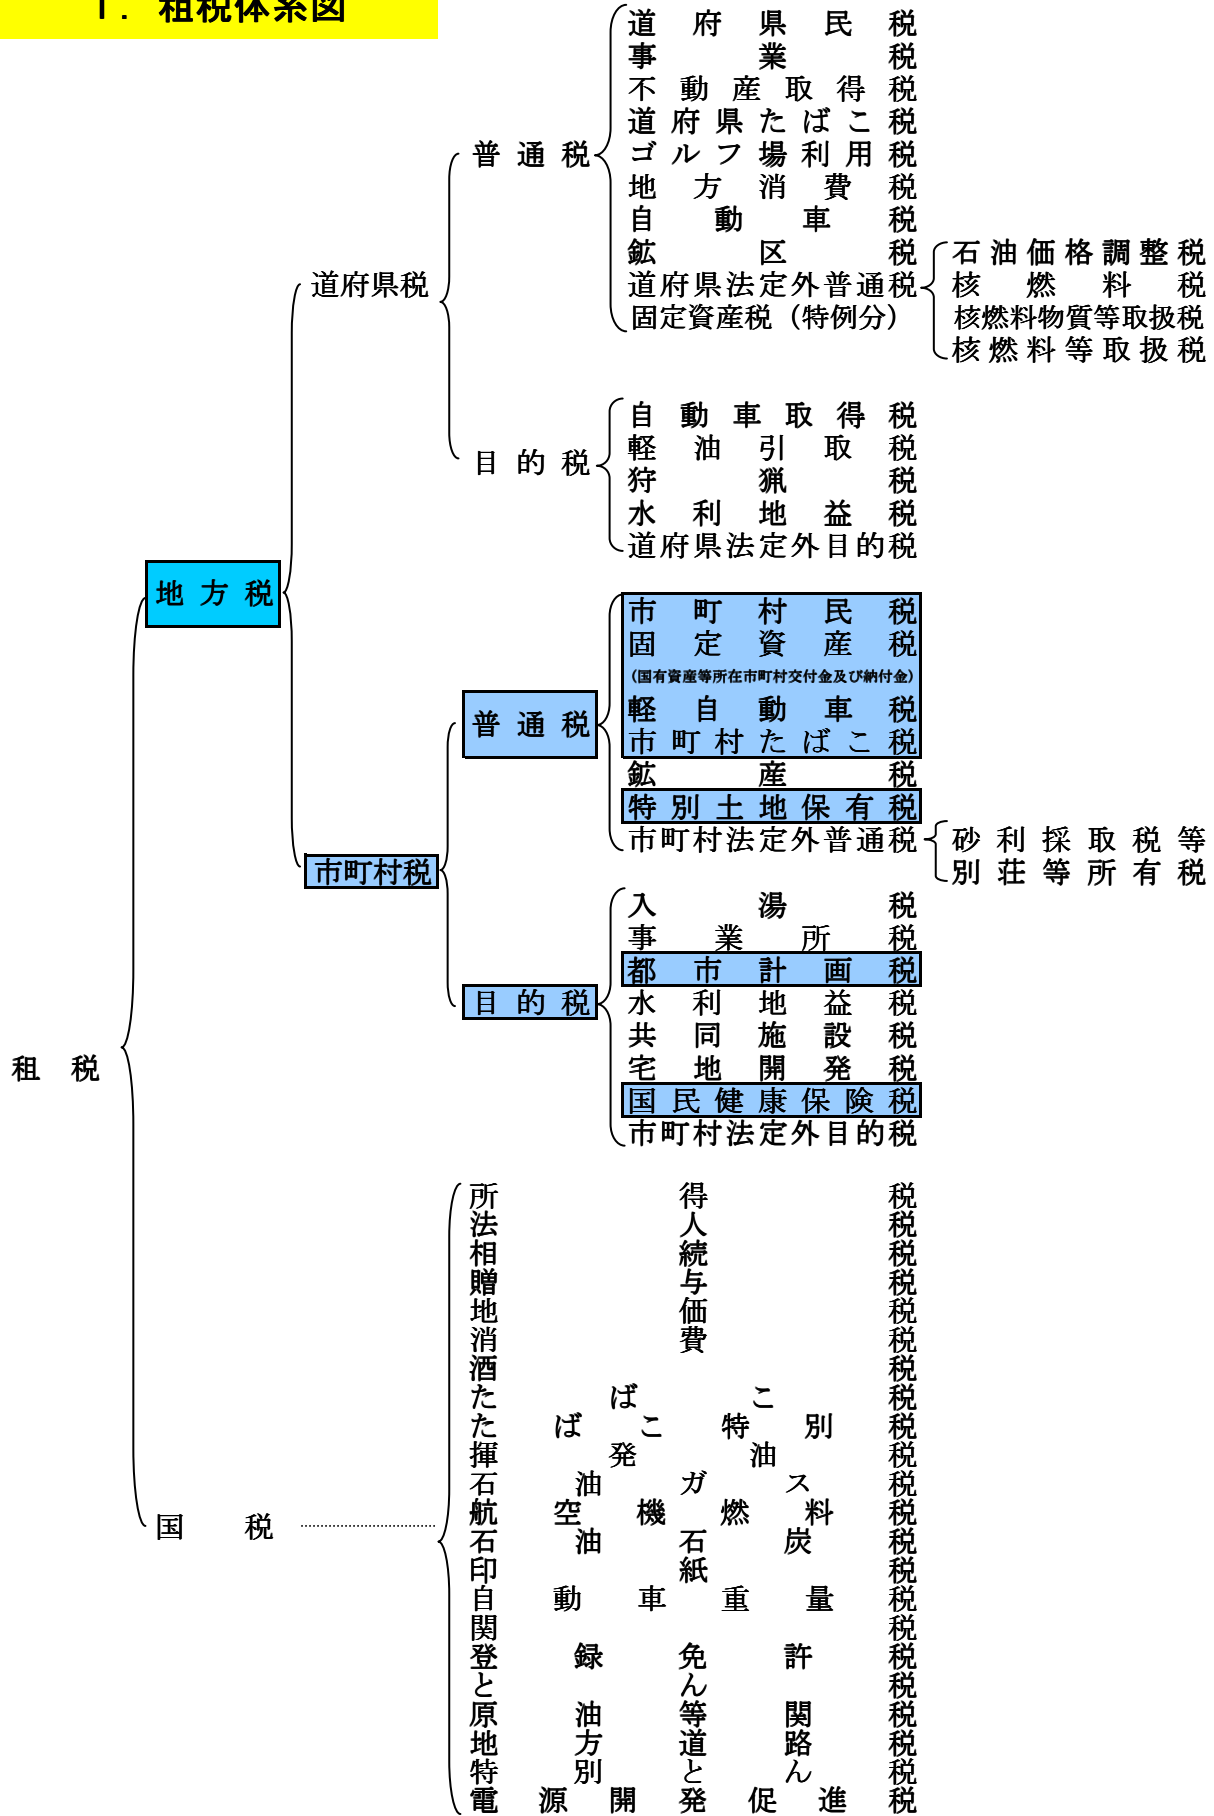 1．租税体系図
道府県民税
事業税
不動産取得税
道府県たばこ税
普通税
ゴルフ場利用税
地方消費税
自動車税
鉱区税
石油価格調整税
道府県税
道府県法定外普通税
核燃料税
固定資産税（特例分）
核燃料物質等取扱税
核燃料等取扱税
自動車取得税
軽油引取税
目的税
狩猟税
水利地益税
道府県法定外目的税
地方税
市町村民税
固定資産税
（国有資産等所在市町村交付金及び納付金）
軽自動車税
普通税
市町村たばこ税
鉱産税
特別土地保有税
市町村法定外普通税
砂利採取税等
市町村税
別荘等所有税
入湯税
事業所税
都市計画税
目的税
水利地益税
共同施設税
宅地開発税
租税
国民健康保険税
市町村法定外目的税
所得税
法人税
相続税
贈与税
地価税
消費税
酒税
たばこ税
たばこ特別税
揮発油税
石油ガス税
航空機燃料税
国税
石油石炭税
印紙税
自動車重量税
関税
登録免許税
とん税
原油等関税
地方道路税
特別とん税
電源開発促進税